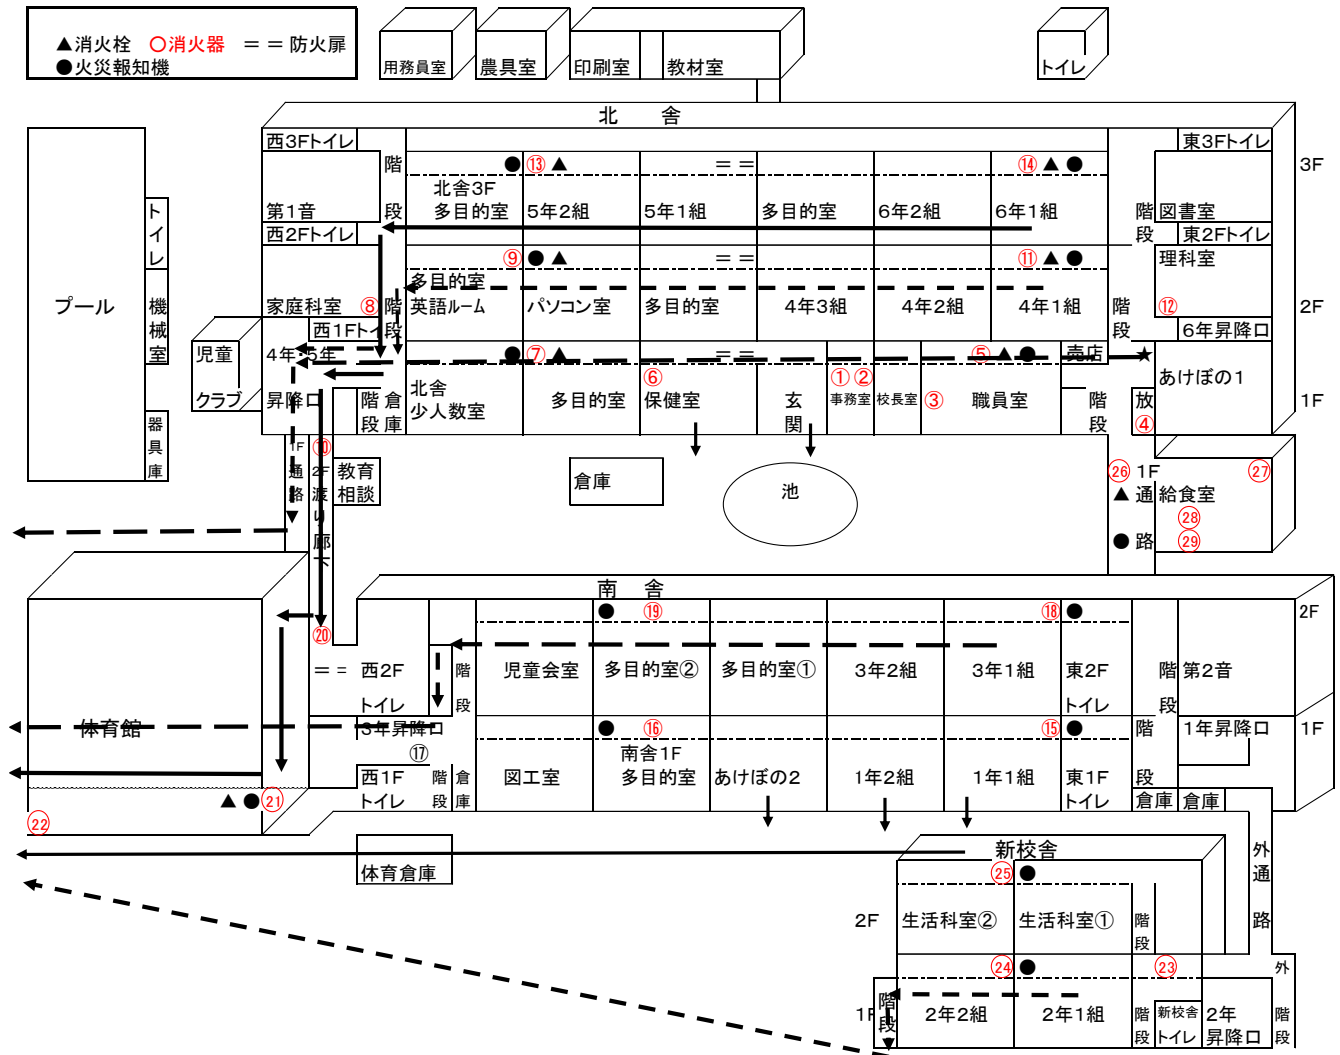 ▲消火栓 ○消火器 ＝＝防火扉
●火災報知機
用務員室 農具室 印刷室 教材室 トイレ
北 舎
西3Fトイレ 階 東3Fトイレ 3F
● ⑬ ▲ ＝＝ ⑭ ▲ ●
北舎3F
第1音 段 多目的室 5年2組 5年1組 多目的室 6年2組 6年1組 階 図書室
西2Fトイレ 段 東2Fトイレ
⑨ ● ▲ ＝＝ ⑪ ▲ ● 理科室
多目的室
家庭科室 ⑧ 階 英語ルーム パソコン室 多目的室 4年3組 4年2組 4年1組 階 ⑫ 2F
西1Fトイレ 段 段 6年昇降口
プール
トイレ
機械室
器具庫
児童 4年・5年 ● ⑦ ▲ ＝＝ ⑤ ▲ ● 売店 ★
北舎 ⑥ ① ② あけぼの1
クラブ 昇降口 階 倉 少人数室 多目的室 保健室 玄 事務室 校長室 ③ 職員室 階 放 1F
段 庫 関 段 ④
1F通路 ⑩ 2F渡り廊下 教育
相談
倉庫 池
㉖ 1F ㉗
▲ 通 給食室
㉘
● 路 ㉙
南 舎
● ⑲ ⑱ ● 2F
⑳
＝＝ 西2F 階 児童会室 多目的室② 多目的室① 3年2組 3年1組 東2F 階 第2音
トイレ 段 トイレ 段
体育館 3年昇降口 ● ⑯ ⑮ ● 階 1年昇降口 1F
⑰ 南舎1F
西1F 階 倉 図工室 多目的室 あけぼの2 1年2組 1年1組 東1F 段
トイレ 段 庫 トイレ 倉庫 倉庫
▲ ● ㉑
㉒
体育倉庫
新校舎 外通路
㉕ ●
2F 生活科室② 生活科室① 階段
㉔ ● ㉓ 外
1F 階段 2年2組 2年1組 階 新校舎 2年 階
段 トイレ 昇降口 段